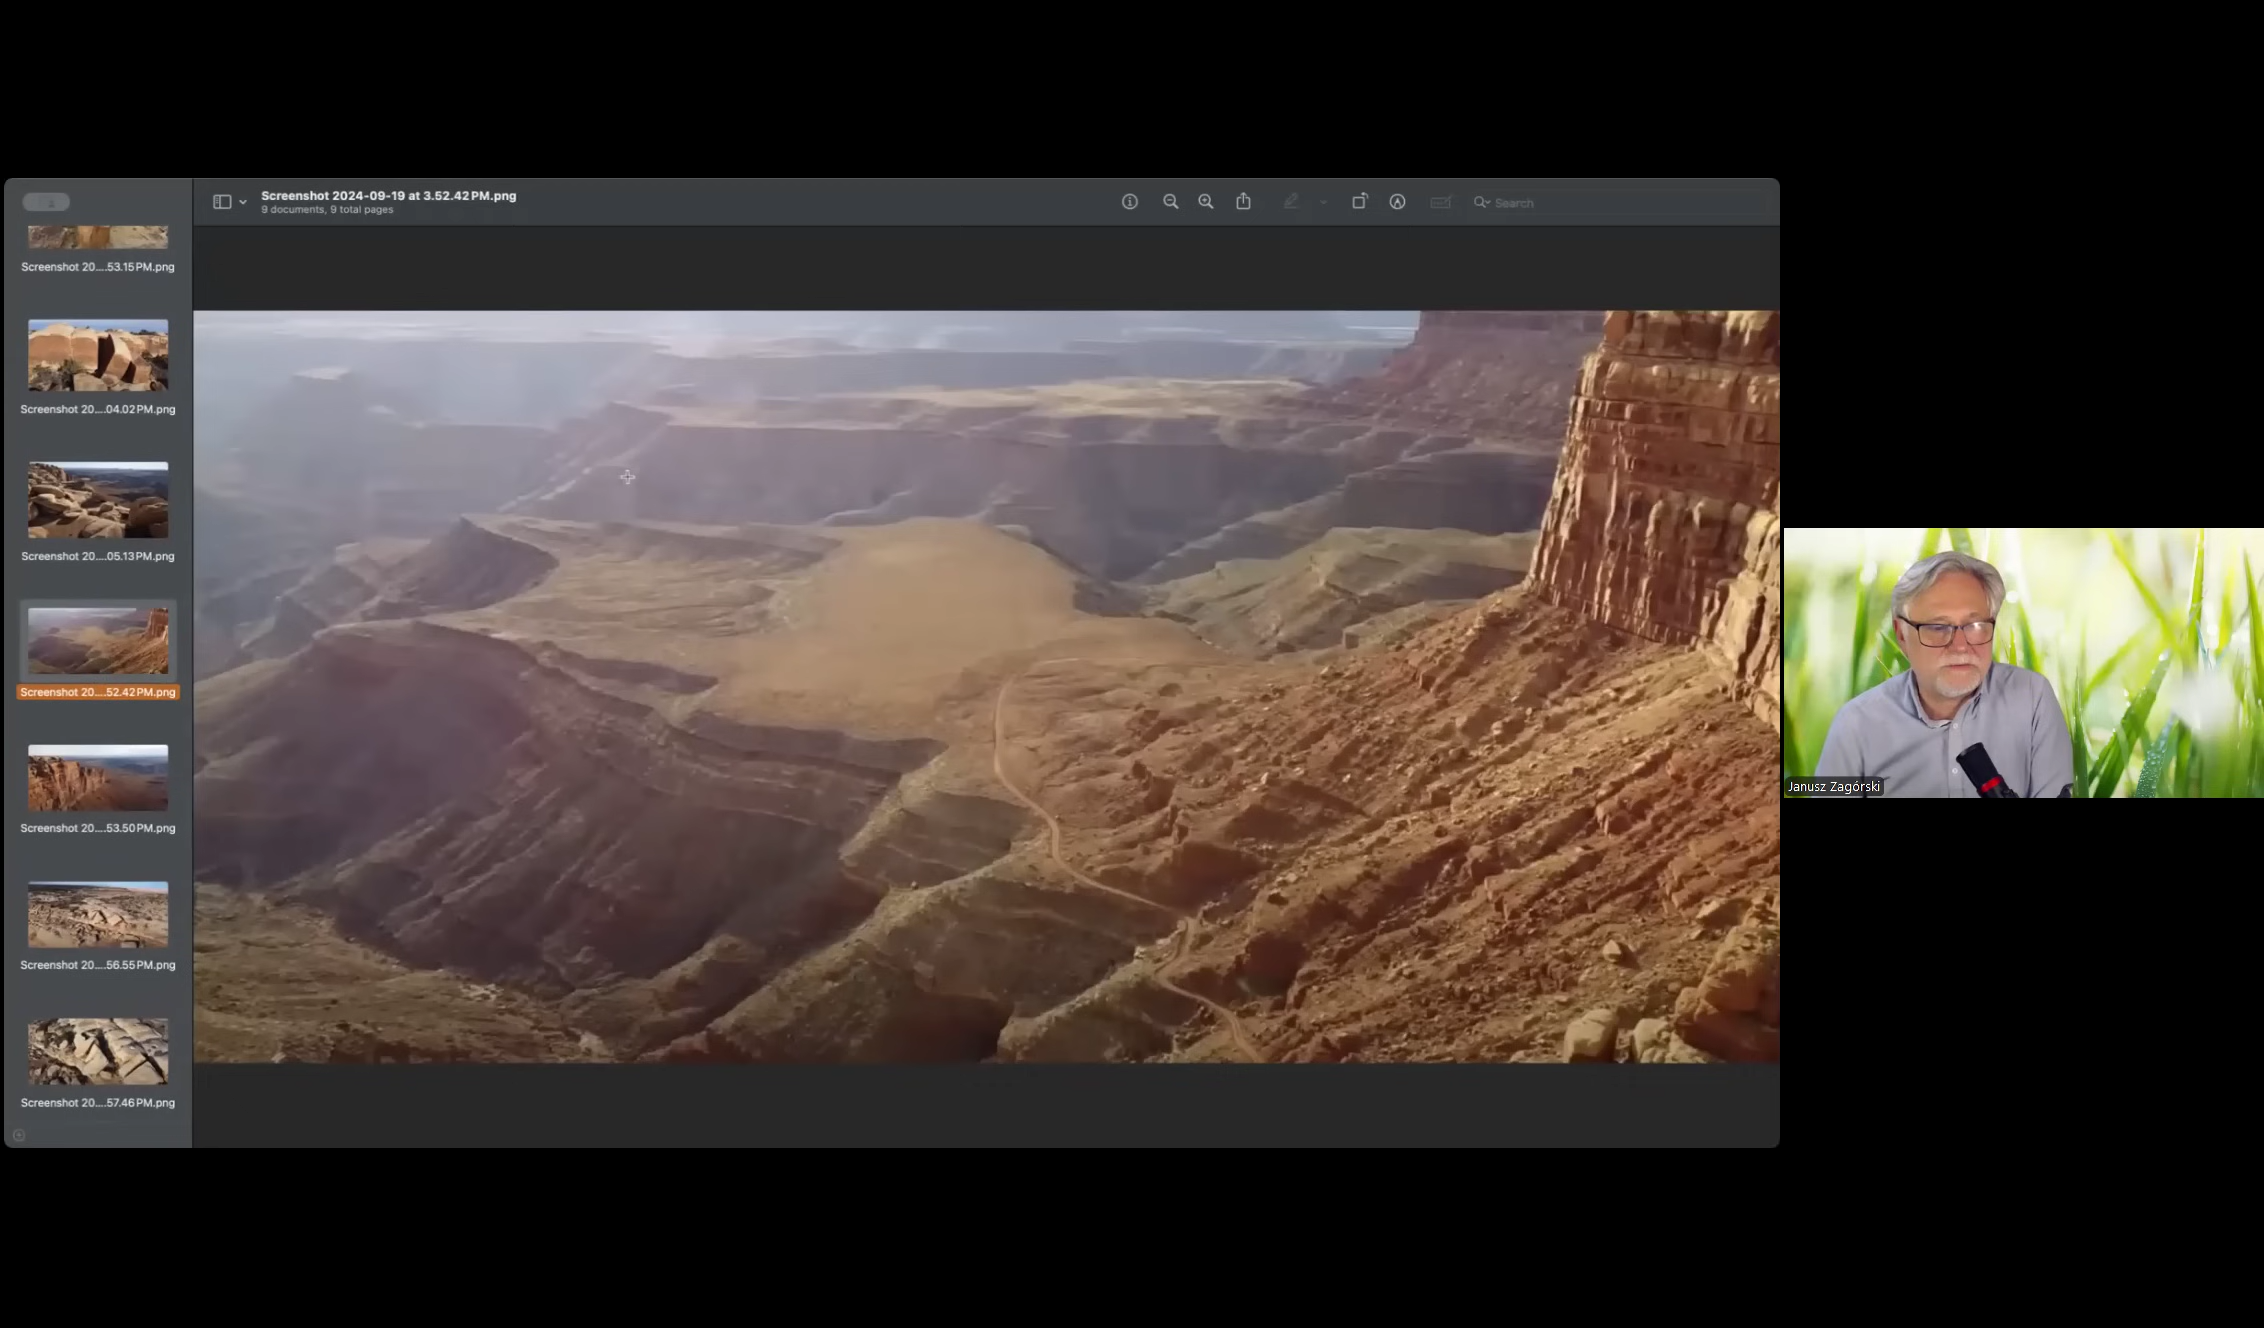 Screenshot 2024-09-19 at 3.52.42 PM.png
9 documents, 9 total pages
Search
Screenshot 20....53.15 PM.png
Screenshot 20....04.02 PM.png
Screenshot 20....05.13 PM.png
Screenshot 20....52.42 PM.png
Screenshot 20....53.50 PM.png
Screenshot 20....56.55 PM.png
Screenshot 20....57.46 PM.png
Janusz Zagórski